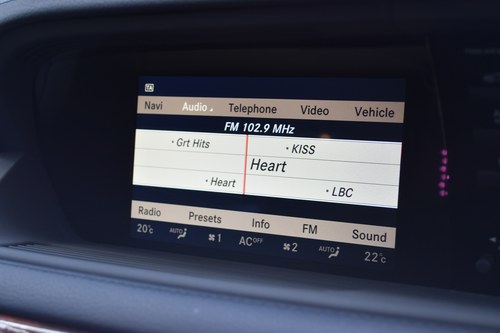 TA
Navi Audio Telephone Video Vehicle
FM 102.9 MHz
Grt Hits KISS
Heart
Heart LBC
Radio Presets Info FM Sound
20°C AUTO 1 AC OFF 2 AUTO 22°C